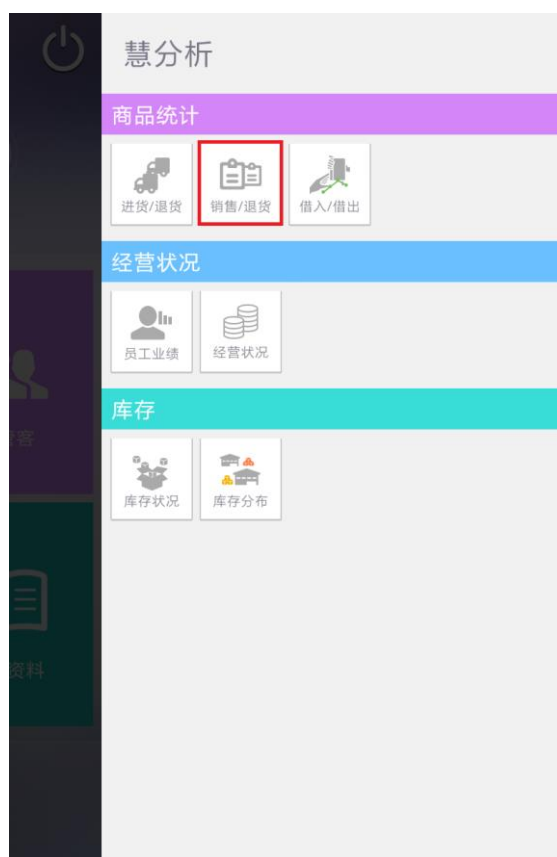 慧分析
商品统计
进货/退货 销售/退货 借入/借出
经营状况
员工业绩 经营状况
库存
库存状况 库存分布
客
资料